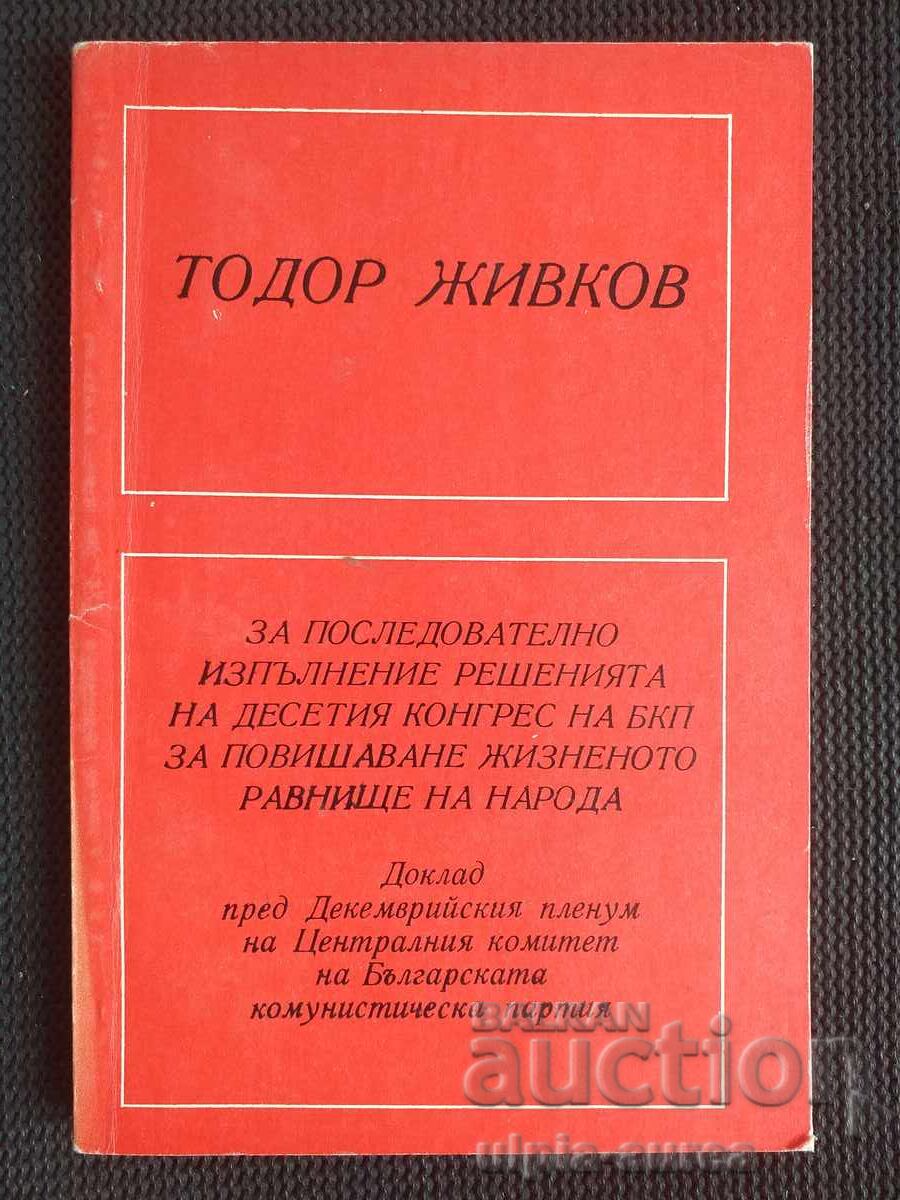 ТОДОР ЖИВКОВ
ЗА ПОСЛЕДОВАТЕЛНО
ИЗПЪЛНЕНИЕ РЕШЕНИЯТА
НА ДЕСЕТИЯ КОНГРЕС НА БКП
ЗА ПОВИШАВАНЕ ЖИЗНЕНОТО
РАВНИЩЕ НА НАРОДА
Доклад
пред Декемврийския пленум
на Централния комитет
на Българската
комунистическа партия
BALKAN
auction
ulpia-aurea